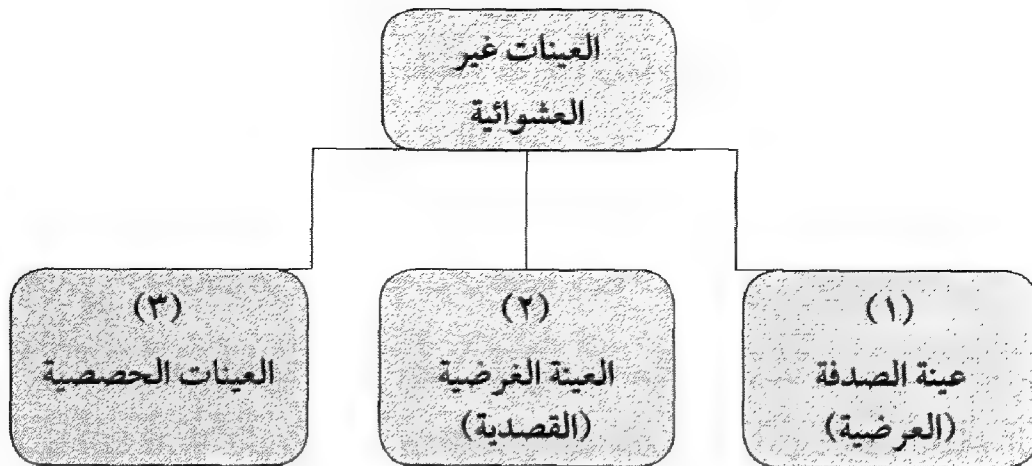 العينات غير
العشوائية
(١)
عينة الصدفة
(العرضية)
(٢)
العينة الغرضية
(القصدية)
(٣)
العينات الحصصية